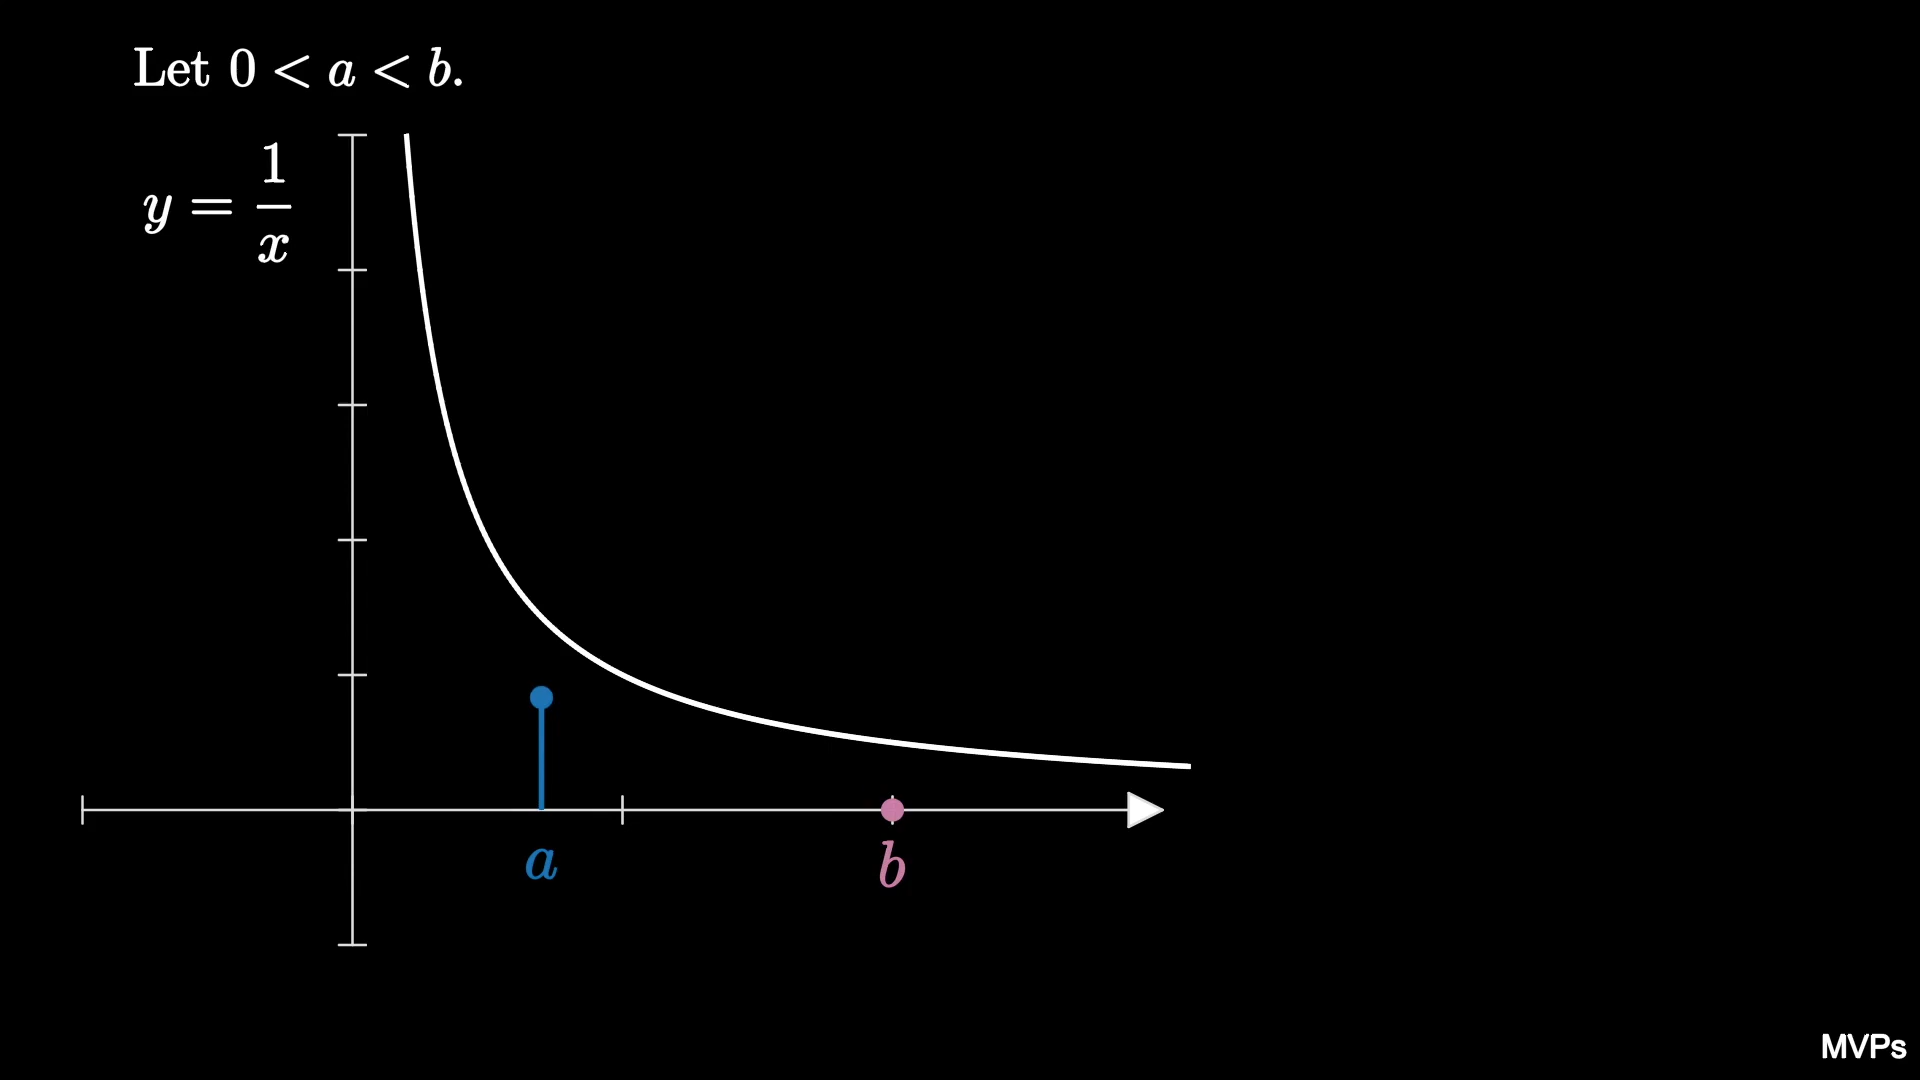 Let 0 < a < b.
y = 1/x
a
b
MVPs